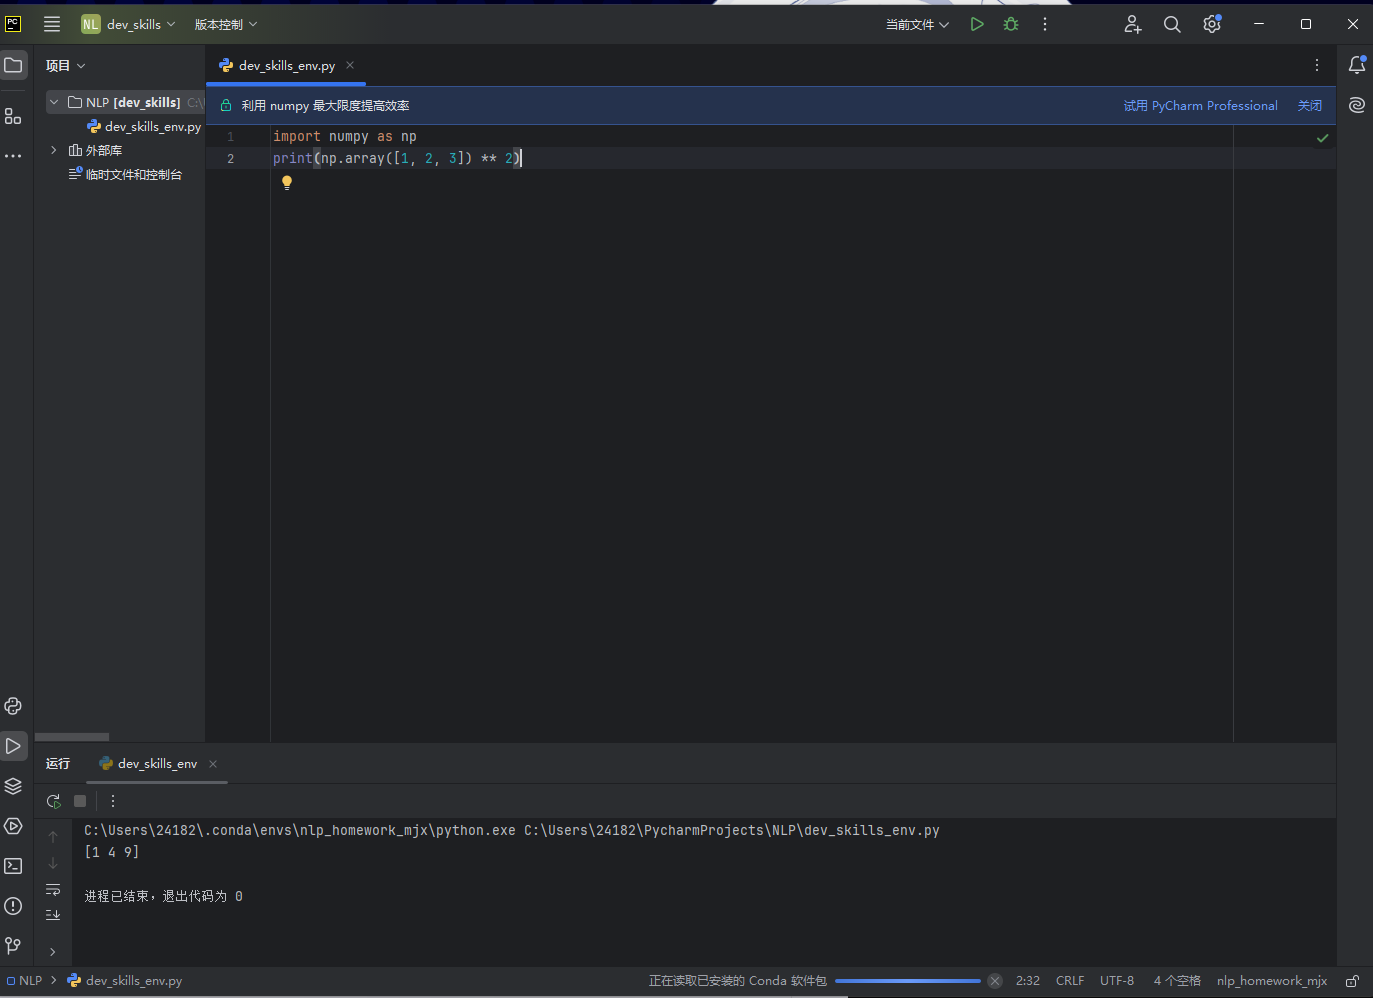 PC
NL dev_skills 版本控制 当前文件
项目 dev_skills_env.py
NLP [dev_skills] C:\
利用 numpy 最大限度提高效率 试用 PyCharm Professional 关闭
dev_skills_env.py
外部库
临时文件和控制台
1 import numpy as np
2 print(np.array([1, 2, 3]) ** 2)
运行 dev_skills_env
C:\Users\24182\.conda\envs\nlp_homework_mjx\python.exe C:\Users\24182\PycharmProjects\NLP\dev_skills_env.py
[1 4 9]
进程已结束，退出代码为 0
NLP dev_skills_env.py 正在读取已安装的 Conda 软件包 2:32 CRLF UTF-8 4 个空格 nlp_homework_mjx